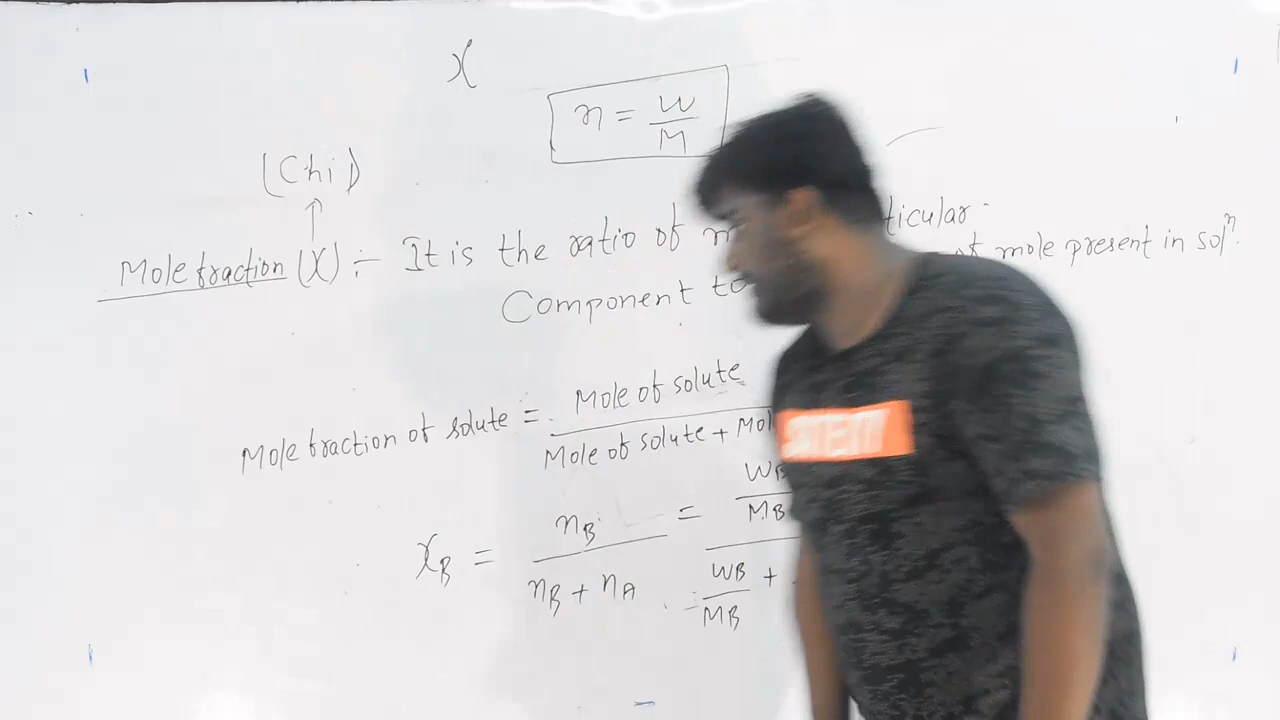 χ
n = W/M
(Chi)
↑
Mole fraction (χ) :- It is the ratio of ticular
Component to of mole present in solⁿ.
Mole fraction of solute = Mole of solute / Mole of solute +
χB = nB / nB + nA = WB/MB / WB/MB +